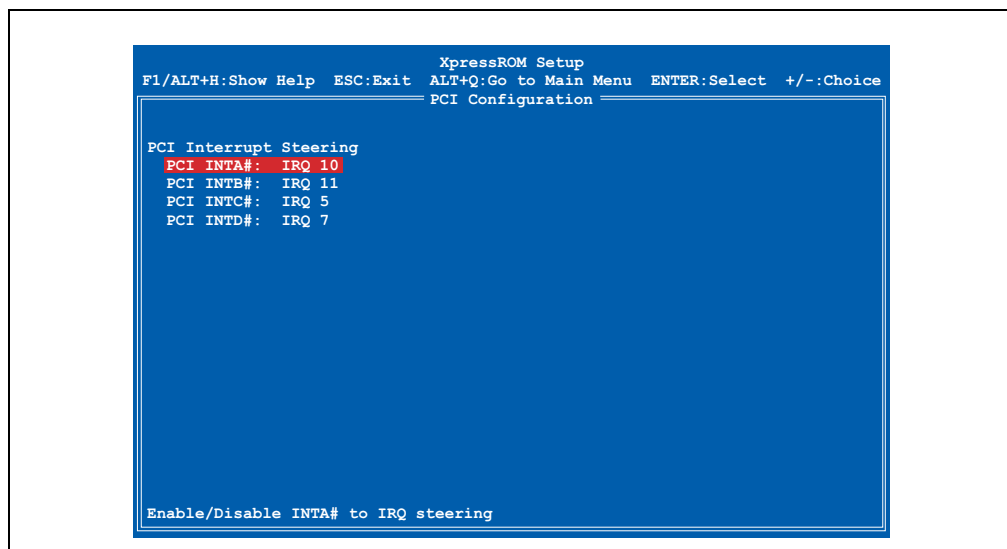 XpressROM Setup
F1/ALT+H:Show Help  ESC:Exit  ALT+Q:Go to Main Menu  ENTER:Select  +/-:Choice
PCI Configuration
PCI Interrupt Steering
PCI INTA#:  IRQ 10
PCI INTB#:  IRQ 11
PCI INTC#:  IRQ 5
PCI INTD#:  IRQ 7
Enable/Disable INTA# to IRQ steering